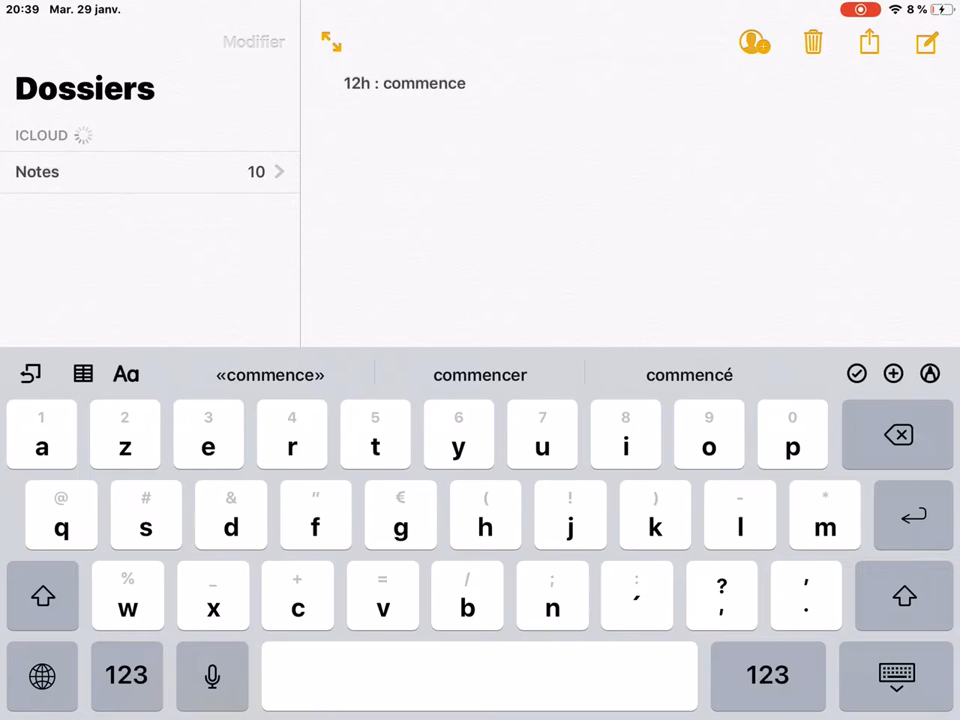 20:39 Mar. 29 janv. 8 %
Modifier
Dossiers
12h : commence
ICLOUD
Notes 10
Aa «commence» commencer commencé
1 2 3 4 5 6 7 8 9 0
a z e r t y u i o p
@ # & " € ( ! ) - *
q s d f g h j k l m
% _ + = / ; : ? '
w x c v b n ´ , .
123 123